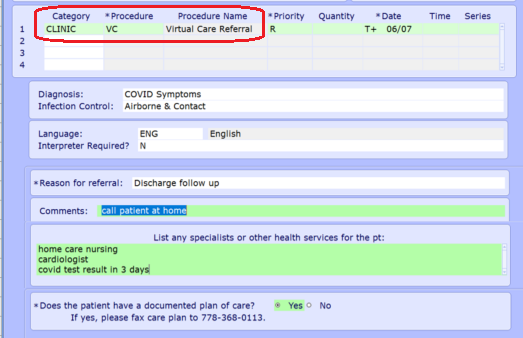 Category *Procedure Procedure Name *Priority Quantity *Date Time Series
1 CLINIC VC Virtual Care Referral R T+ 06/07
2
3
4
Diagnosis: COVID Symptoms
Infection Control: Airborne & Contact
Language: ENG English
Interpreter Required? N
*Reason for referral: Discharge follow up
Comments: call patient at home
List any specialists or other health services for the pt:
home care nursing
cardiologist
covid test result in 3 days
*Does the patient have a documented plan of care? Yes No
If yes, please fax care plan to 778-368-0113.